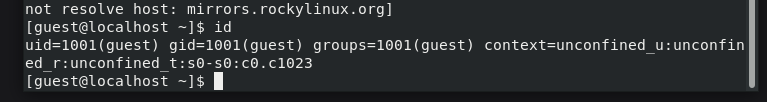 not resolve host: mirrors.rockylinux.org]
[guest@localhost ~]$ id
uid=1001(guest) gid=1001(guest) groups=1001(guest) context=unconfined_u:unconfin
ed_r:unconfined_t:s0-s0:c0.c1023
[guest@localhost ~]$